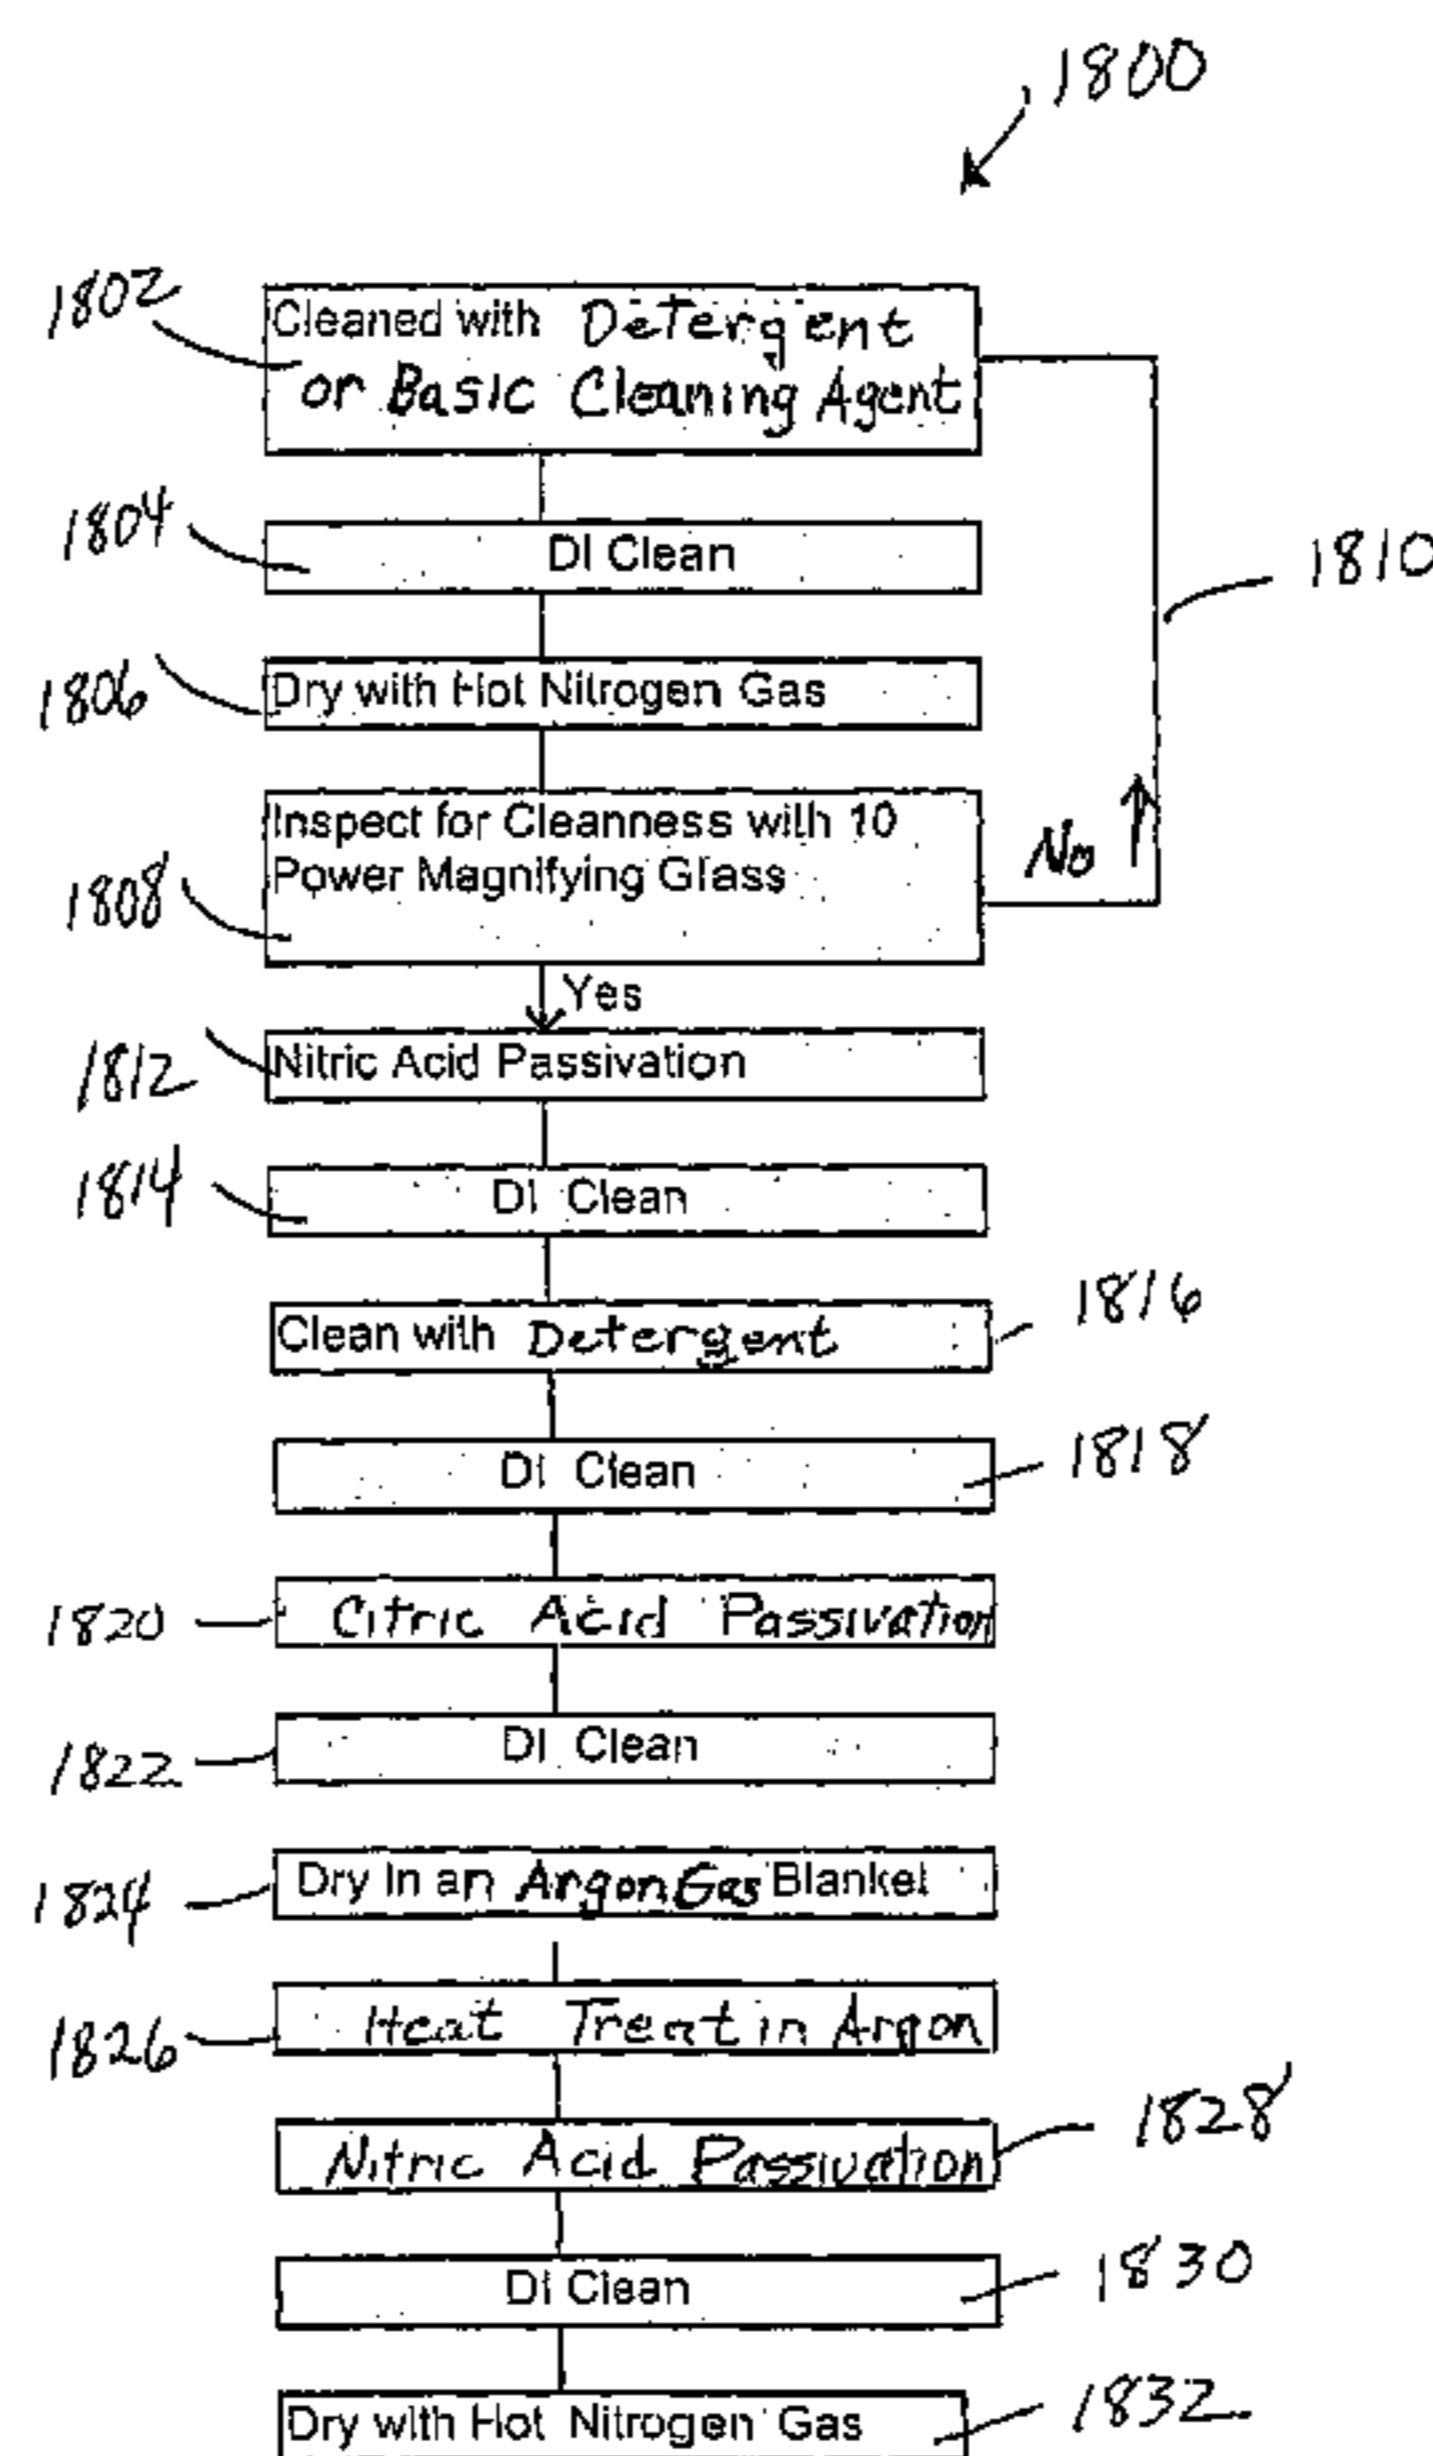 1800
1802
Cleaned with Detergent
or Basic Cleaning Agent
1804
DI Clean
1810
1806
Dry with Hot Nitrogen Gas
Inspect for Cleanness with 10
Power Magnifying Glass
No
1808
Yes
1812
Nitric Acid Passivation
1814
DI Clean
Clean with Detergent
1816
DI Clean
1818
1820
Citric Acid Passivation
1822
DI Clean
1824
Dry In an Argon Gas Blanket
1826
Heat Treat in Argon
Nitric Acid Passivation
1828
DI Clean
1830
Dry with Hot Nitrogen Gas
1832